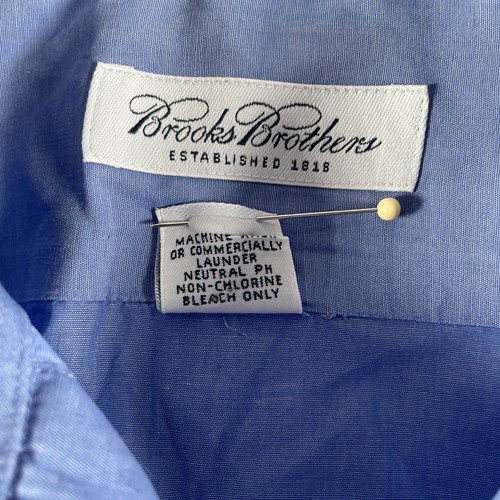 Brooks Brothers
ESTABLISHED 1818
MACHINE
OR COMMERCIALLY
LAUNDER
NEUTRAL PH
NON-CHLORINE
BLEACH ONLY